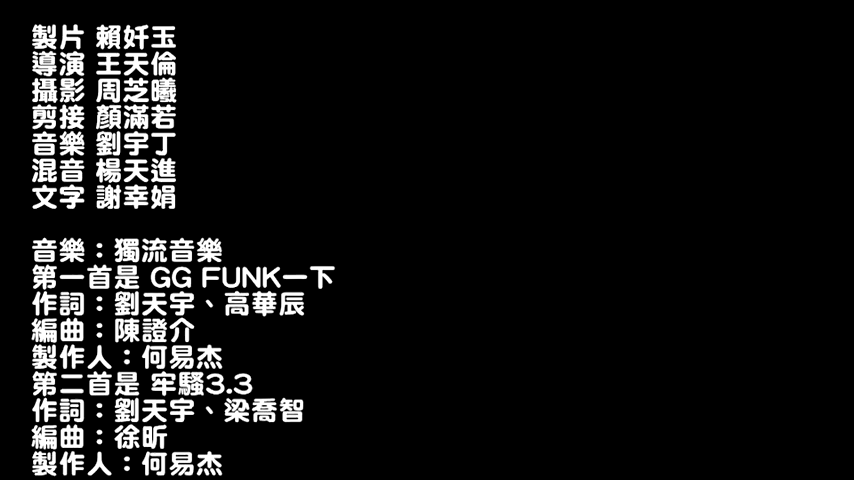 製片 賴妗玉
導演 王天倫
攝影 周芝曦
剪接 顏滿若
音樂 劉宇丁
混音 楊天進
文字 謝幸娟
音樂：獨流音樂
第一首是 GG FUNK一下
作詞：劉天宇、高華辰
編曲：陳證介
製作人：何易杰
第二首是 牢騷3.3
作詞：劉天宇、梁喬智
編曲：徐昕
製作人：何易杰